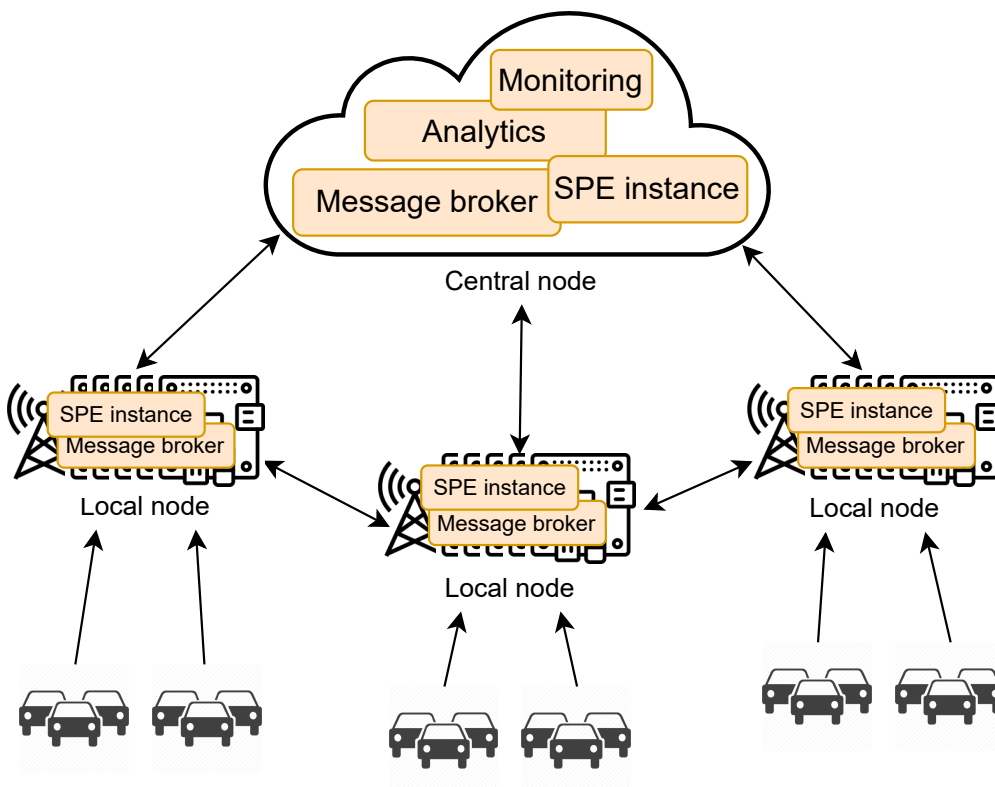 Monitoring
Analytics
SPE instance
Message broker
Central node
SPE instance
Message broker
Local node
SPE instance
Message broker
Local node
SPE instance
Message broker
Local node